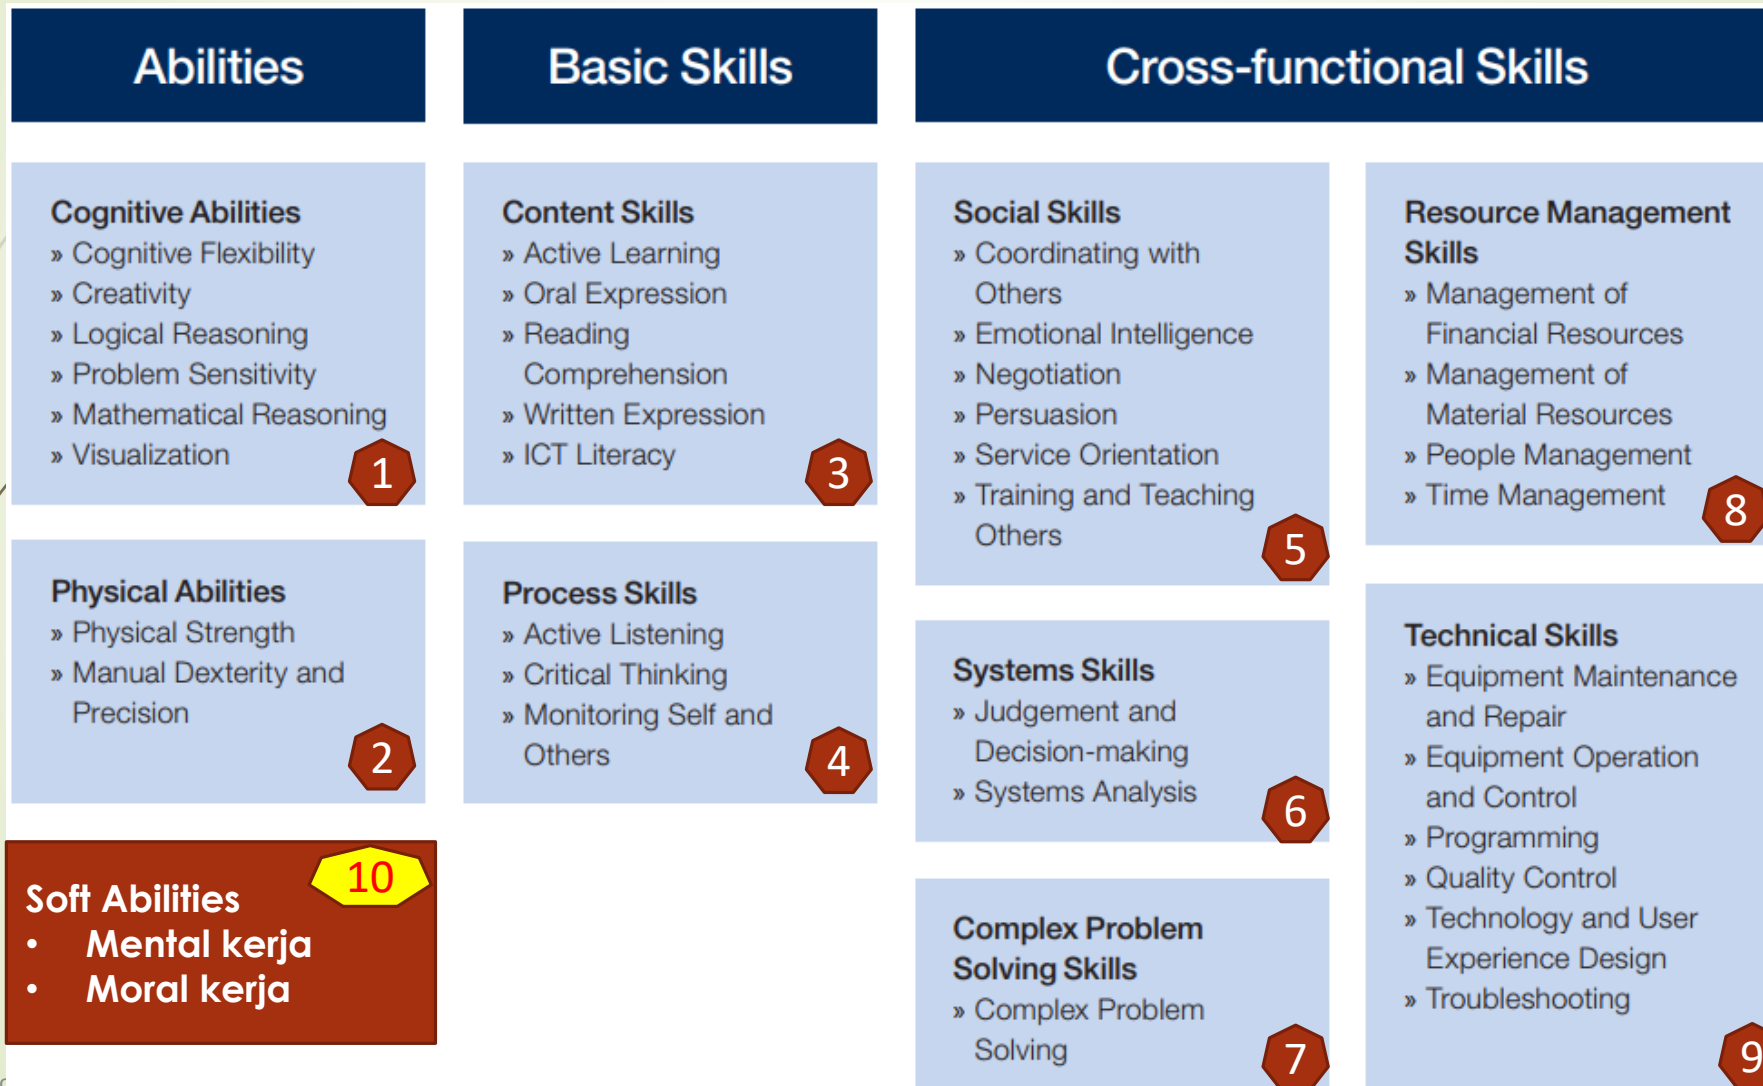 Abilities
Cognitive Abilities
» Cognitive Flexibility
» Creativity
» Logical Reasoning
» Problem Sensitivity
» Mathematical Reasoning
» Visualization
1
Physical Abilities
» Physical Strength
» Manual Dexterity and
Precision
2
Soft Abilities
10
• Mental kerja
• Moral kerja
Basic Skills
Content Skills
» Active Learning
» Oral Expression
» Reading
Comprehension
» Written Expression
» ICT Literacy
3
Process Skills
» Active Listening
» Critical Thinking
» Monitoring Self and
Others
4
Cross-functional Skills
Social Skills
» Coordinating with
Others
» Emotional Intelligence
» Negotiation
» Persuasion
» Service Orientation
» Training and Teaching
Others
5
Systems Skills
» Judgement and
Decision-making
» Systems Analysis
6
Complex Problem
Solving Skills
» Complex Problem
Solving
7
Resource Management
Skills
» Management of
Financial Resources
» Management of
Material Resources
» People Management
» Time Management
8
Technical Skills
» Equipment Maintenance
and Repair
» Equipment Operation
and Control
» Programming
» Quality Control
» Technology and User
Experience Design
» Troubleshooting
9